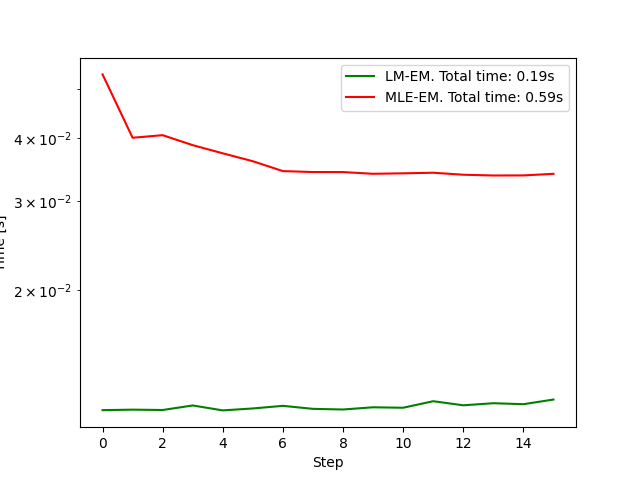 LM-EM. Total time: 0.19s
MLE-EM. Total time: 0.59s
4 × 10⁻²
3 × 10⁻²
2 × 10⁻²
Time [s]
0 2 4 6 8 10 12 14
Step